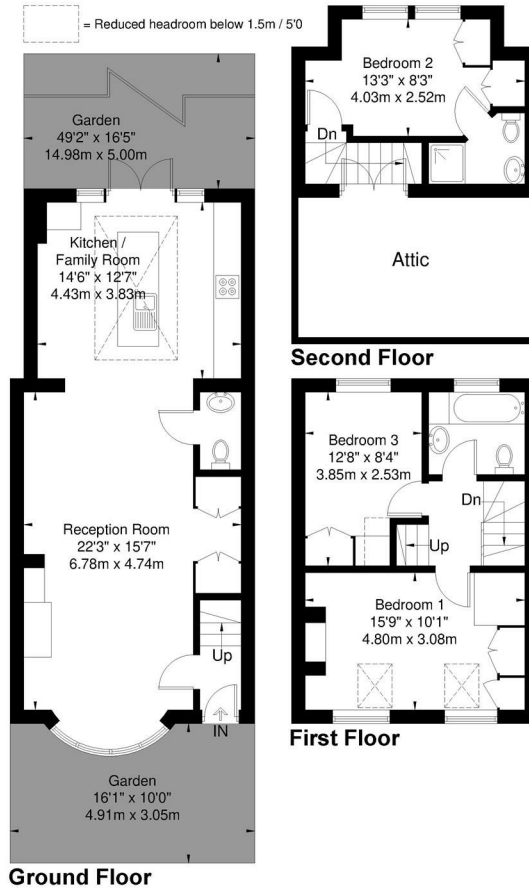 = Reduced headroom below 1.5m / 5'0
Garden
49'2" x 16'5"
14.98m x 5.00m
Kitchen /
Family Room
14'6" x 12'7"
4.43m x 3.83m
Reception Room
22'3" x 15'7"
6.78m x 4.74m
Up
IN
Garden
16'1" x 10'0"
4.91m x 3.05m
Ground Floor
Bedroom 2
13'3" x 8'3"
4.03m x 2.52m
Dn
Attic
Second Floor
Bedroom 3
12'8" x 8'4"
3.85m x 2.53m
Dn
Up
Bedroom 1
15'9" x 10'1"
4.80m x 3.08m
First Floor